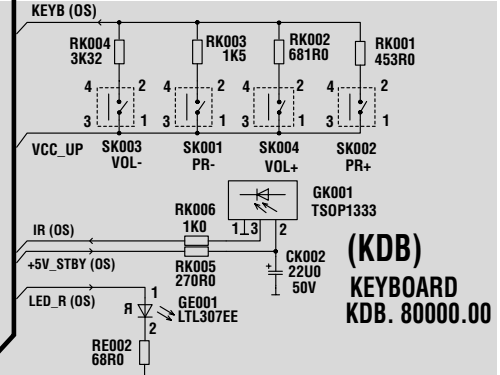 KEYB (OS)
RK004
3K32
RK003
1K5
RK002
681R0
RK001
453R0
4 2
3 1
4 2
3 1
4 2
3 1
4 2
3 1
VCC_UP
SK003
VOL-
SK001
PR-
SK004
VOL+
SK002
PR+
GK001
TSOP1333
1 3 2
RK006
1K0
IR (OS)
+5V_STBY (OS)
RK005
270R0
CK002
22U0
50V
+
(KDB)
KEYBOARD
KDB. 80000.00
LED_R (OS)
1
GE001
LTL307EE
Я
2
RE002
68R0